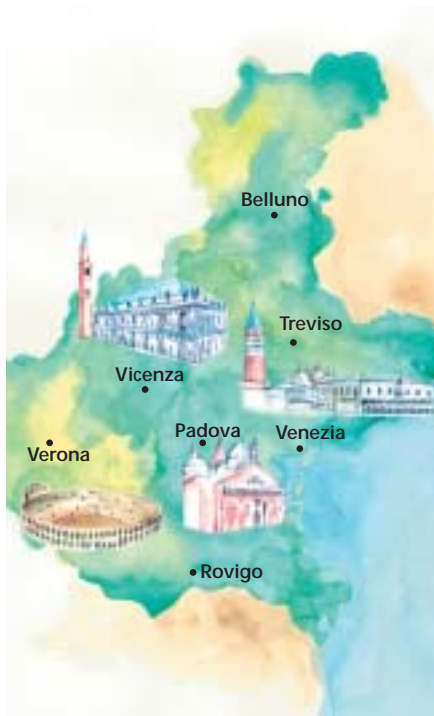 Belluno
Treviso
Vicenza
Padova
Venezia
Verona
Rovigo